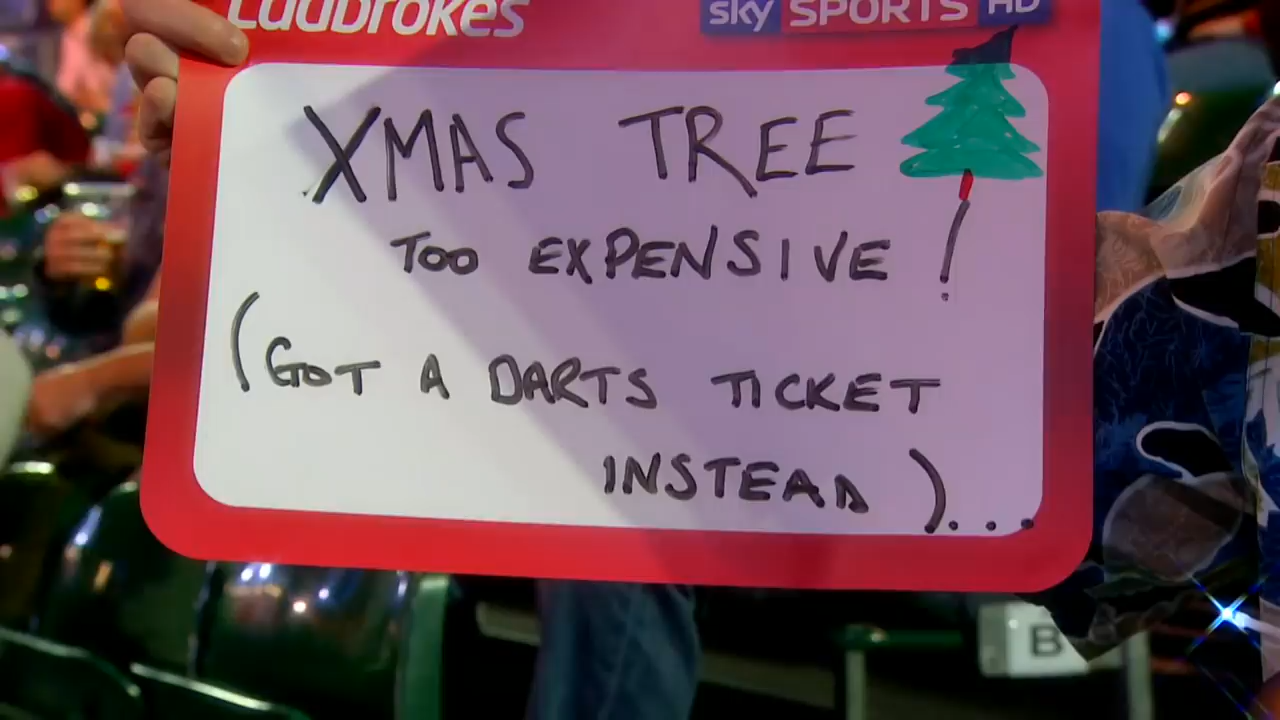 Ladbrokes sky SPORTS HD
XMAS TREE
TOO EXPENSIVE!
(GOT A DARTS TICKET
INSTEAD)...
B